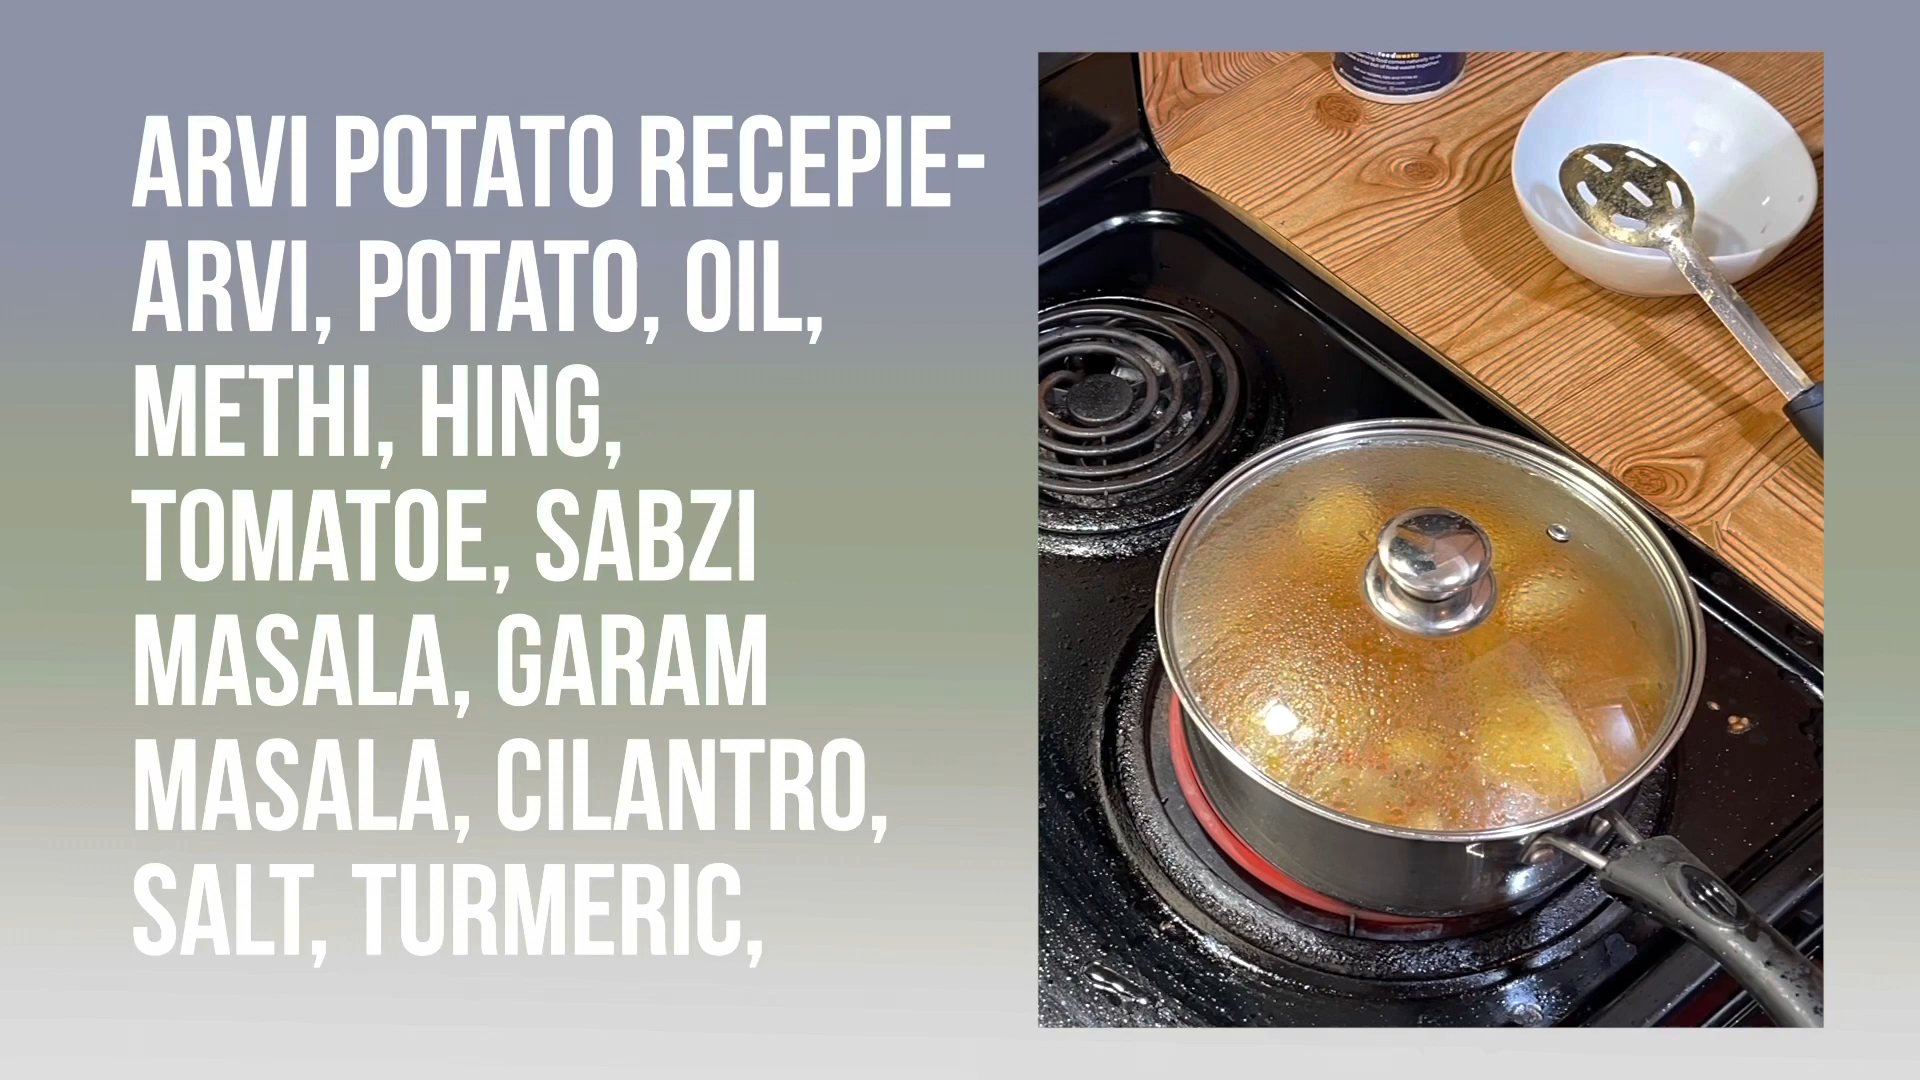 ARVI POTATO RECEPIE-
ARVI, POTATO, OIL,
METHI, HING,
TOMATOE, SABZI
MASALA, GARAM
MASALA, CILANTRO,
SALT, TURMERIC,